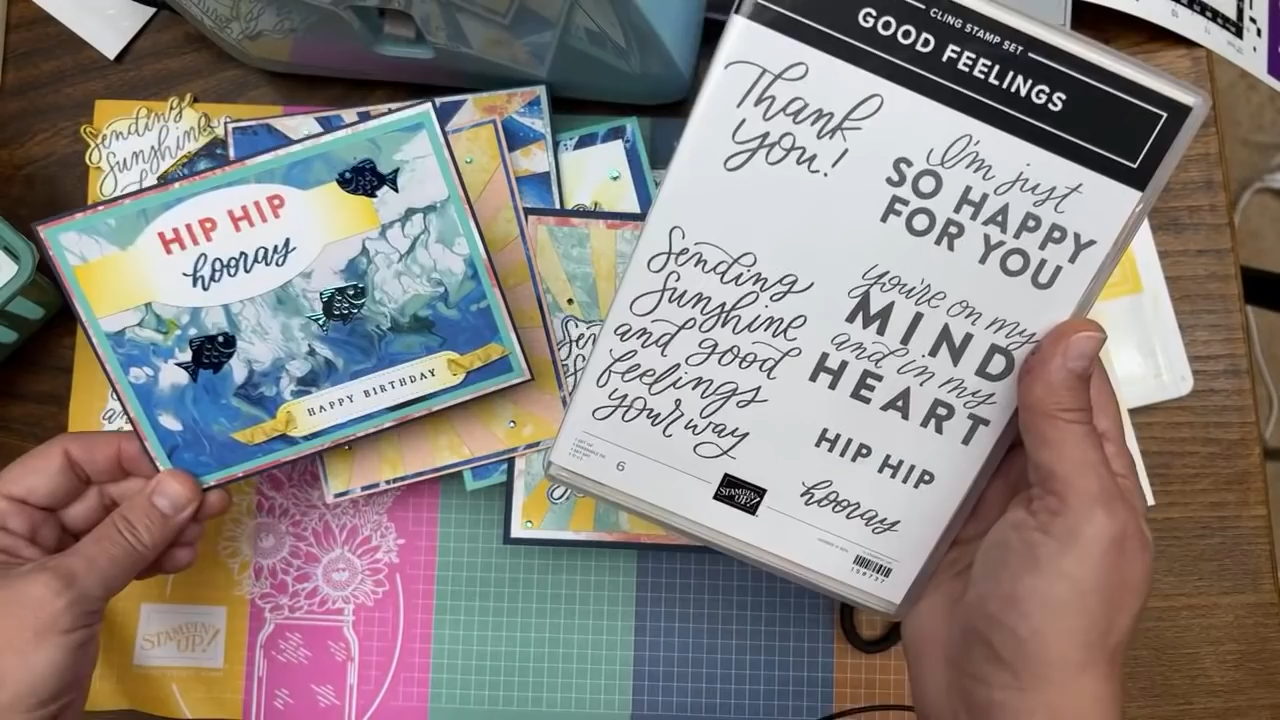 Sending
Sunshine
HIP HIP
hooray
HAPPY BIRTHDAY
STAMPIN'
UP!
CLING STAMP SET
GOOD FEELINGS
Thank
you!
I'm just
SO HAPPY
FOR YOU
Sending
Sunshine
and good
feelings
your way
you're on my
MIND
and in my
HEART
HIP HIP
hooray
6
STAMPIN'
UP!
158737